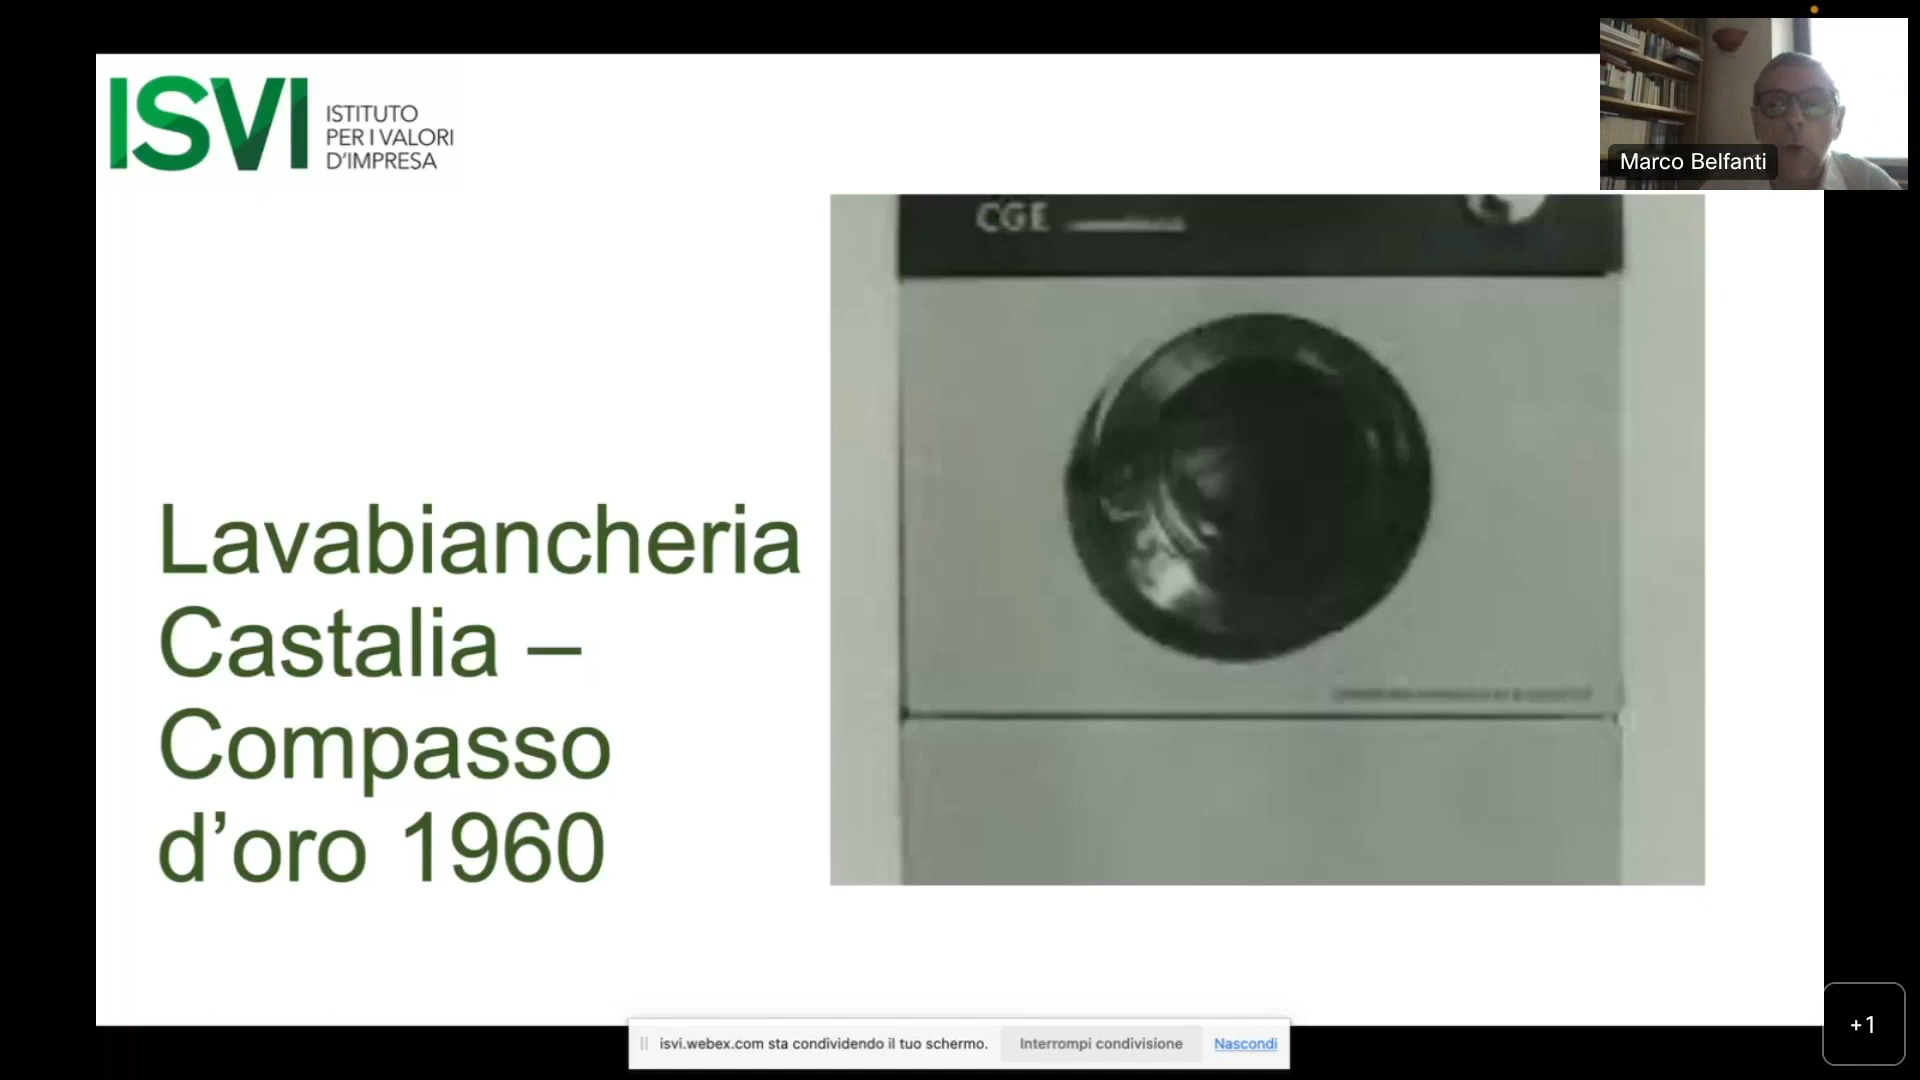 ISVI
ISTITUTO
PER I VALORI
D'IMPRESA
Marco Belfanti
CGE
Lavabiancheria
Castalia –
Compasso
d’oro 1960
isvi.webex.com sta condividendo il tuo schermo.
Interrompi condivisione
Nascondi
+1